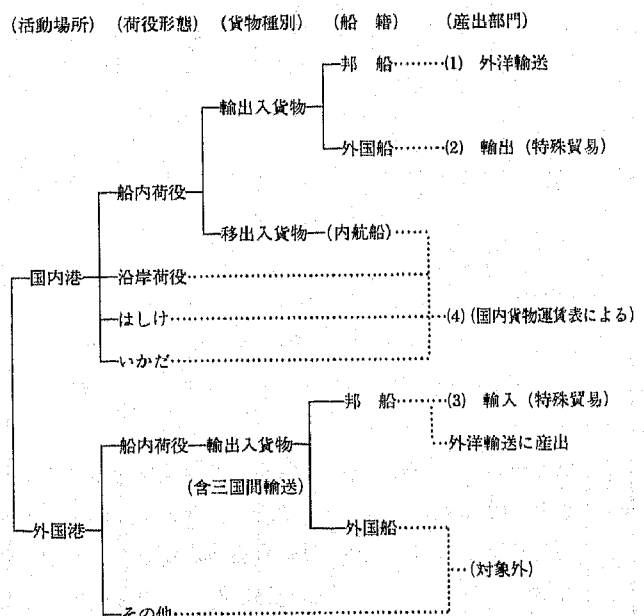 (活動場所) (荷役形態) (貨物種別) (船 籍) (産出部門)
邦 船………(1) 外洋輸送
輸出入貨物
外国船………(2) 輸出 (特殊貿易)
船内荷役
移出入貨物—(内航船)
国内港
沿岸荷役
はしけ
(4) (国内貨物運賃表による)
いかだ
邦 船………(3) 輸入 (特殊貿易)
船内荷役—輸出入貨物
外洋輸送に産出
(含三国間輸送)
外国港
外国船
(対象外)
その他